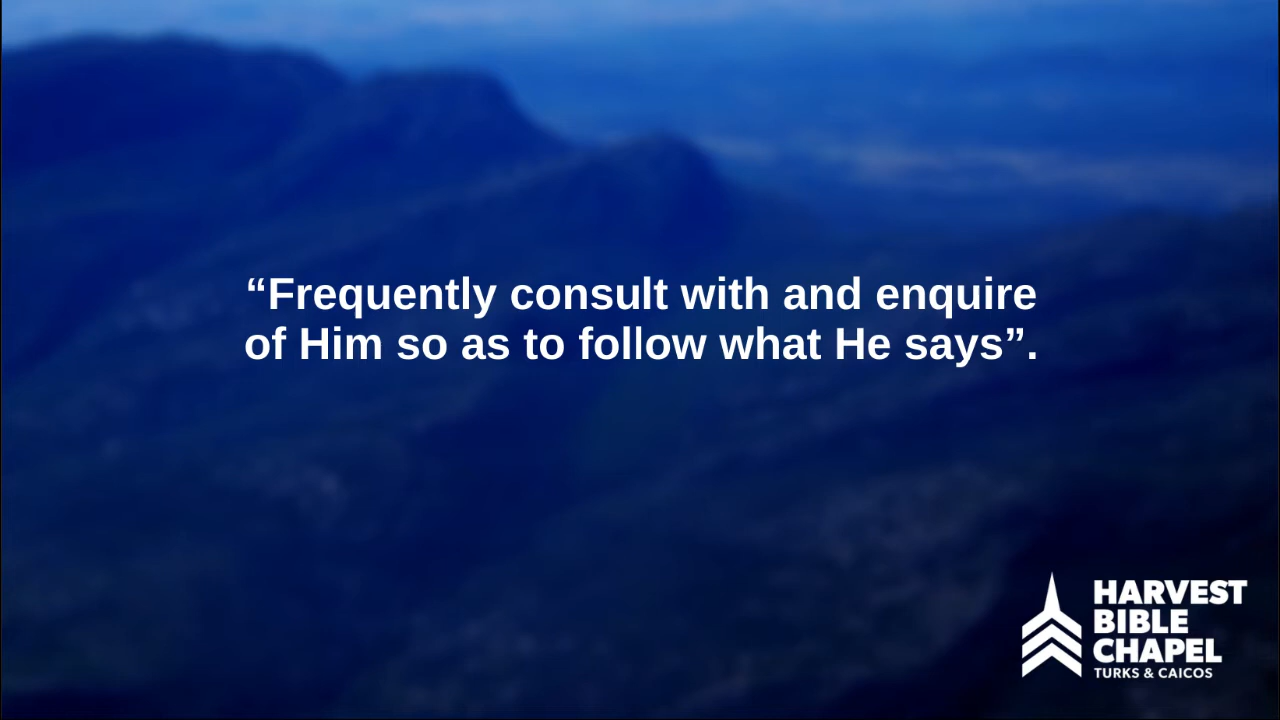 “Frequently consult with and enquire
of Him so as to follow what He says”.
HARVEST
BIBLE
CHAPEL
TURKS & CAICOS